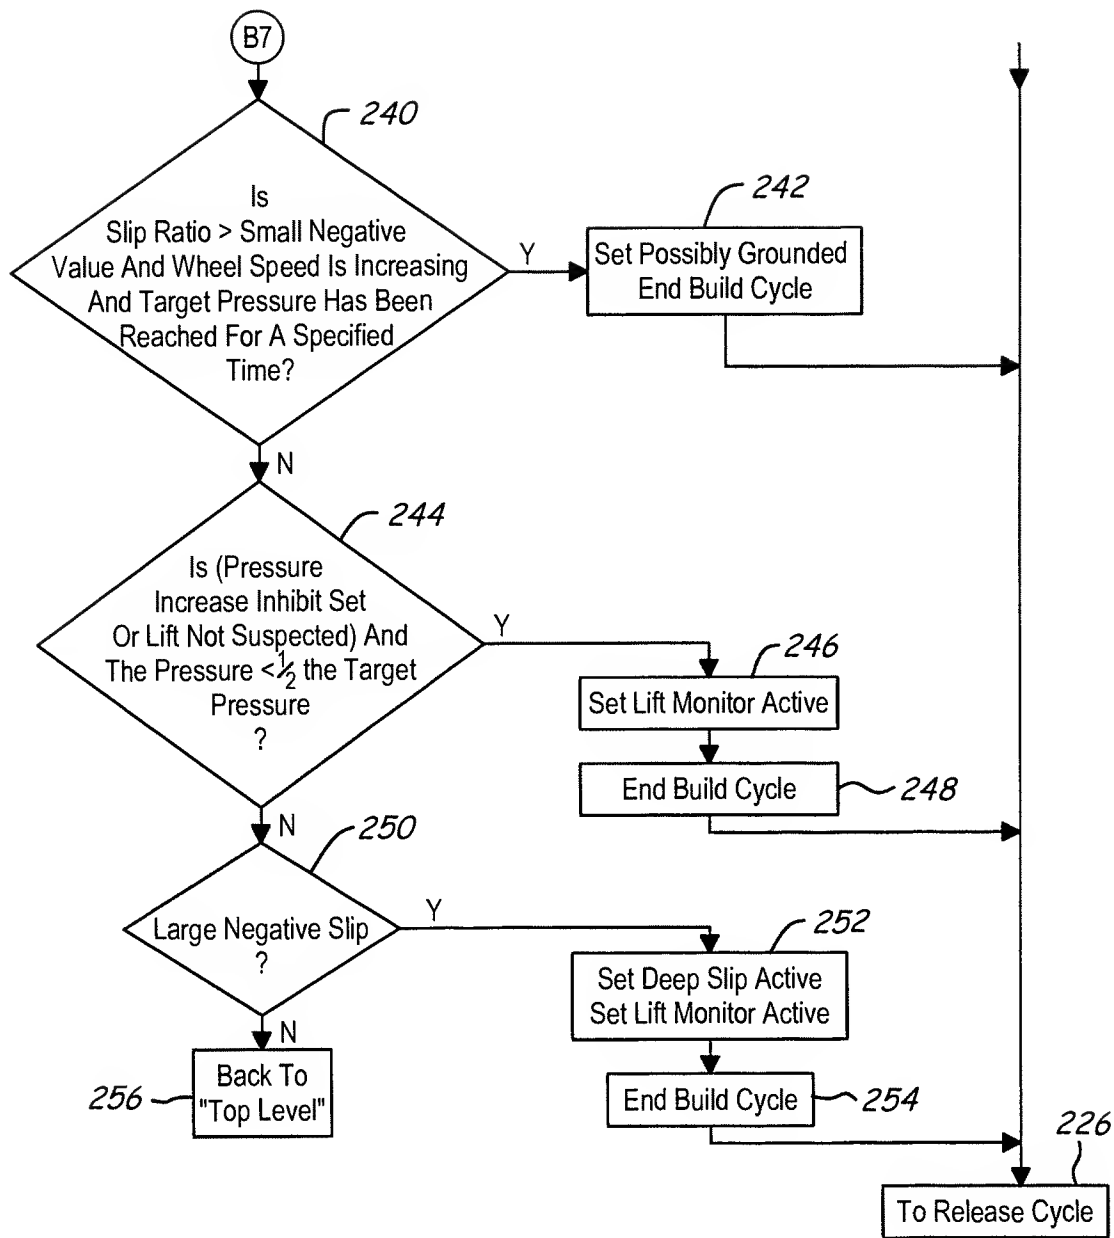 B7
240
Is
Slip Ratio > Small Negative
Value And Wheel Speed Is Increasing
And Target Pressure Has Been
Reached For A Specified
Time?
Y
242
Set Possibly Grounded
End Build Cycle
N
244
Is (Pressure
Increase Inhibit Set
Or Lift Not Suspected) And
The Pressure <½ the Target
Pressure
?
Y
246
Set Lift Monitor Active
End Build Cycle
248
N
250
Large Negative Slip
?
Y
252
Set Deep Slip Active
Set Lift Monitor Active
N
256
Back To
"Top Level"
End Build Cycle
254
226
To Release Cycle